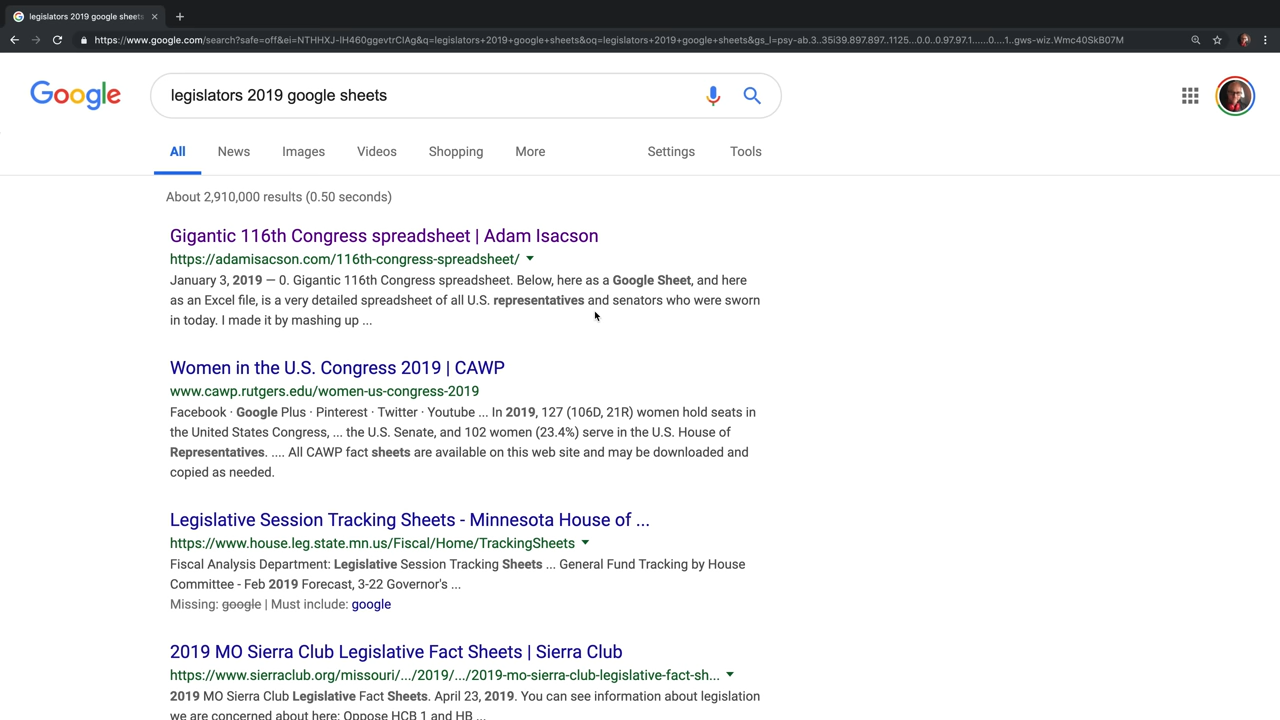 legislators 2019 google sheets
https://www.google.com/search?safe=off&ei=NTHHXJ-IH460ggevtrCIAg&q=legislators+2019+google+sheets&oq=legislators+2019+google+sheets&gs_l=psy-ab.3..35i39.897.897..1125...0.0..0.97.97.1......0....1..gws-wiz.Wmc40SkB07M
Google
legislators 2019 google sheets
All News Images Videos Shopping More Settings Tools
About 2,910,000 results (0.50 seconds)
Gigantic 116th Congress spreadsheet | Adam Isacson
https://adamisacson.com/116th-congress-spreadsheet/
January 3, 2019 — 0. Gigantic 116th Congress spreadsheet. Below, here as a Google Sheet, and here
as an Excel file, is a very detailed spreadsheet of all U.S. representatives and senators who were sworn
in today. I made it by mashing up ...
Women in the U.S. Congress 2019 | CAWP
www.cawp.rutgers.edu/women-us-congress-2019
Facebook · Google Plus · Pinterest · Twitter · Youtube ... In 2019, 127 (106D, 21R) women hold seats in
the United States Congress, ... the U.S. Senate, and 102 women (23.4%) serve in the U.S. House of
Representatives. .... All CAWP fact sheets are available on this web site and may be downloaded and
copied as needed.
Legislative Session Tracking Sheets - Minnesota House of ...
https://www.house.leg.state.mn.us/Fiscal/Home/TrackingSheets
Fiscal Analysis Department: Legislative Session Tracking Sheets ... General Fund Tracking by House
Committee - Feb 2019 Forecast, 3-22 Governor's ...
Missing: google | Must include: google
2019 MO Sierra Club Legislative Fact Sheets | Sierra Club
https://www.sierraclub.org/missouri/.../2019/.../2019-mo-sierra-club-legislative-fact-sh...
2019 MO Sierra Club Legislative Fact Sheets. April 23, 2019. You can see information about legislation
we are concerned about here: Oppose HCB 1 and HB ...